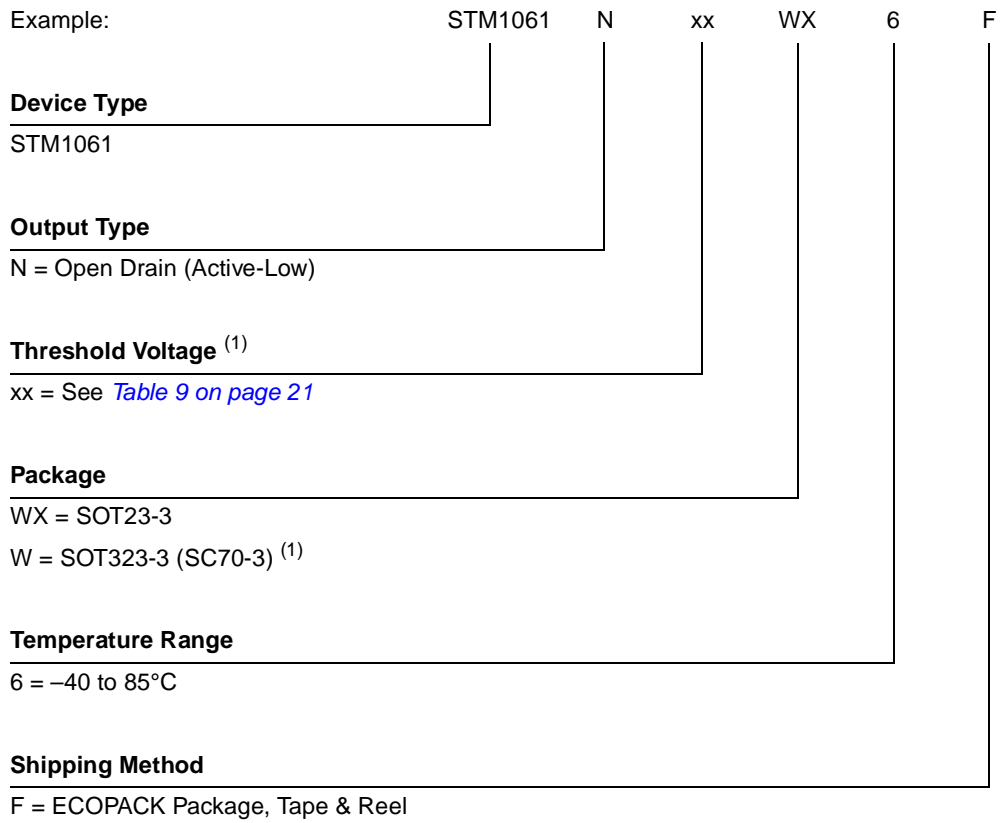 Example: STM1061 N xx WX 6 F
Device Type
STM1061
Output Type
N = Open Drain (Active-Low)
Threshold Voltage (1)
xx = See Table 9 on page 21
Package
WX = SOT23-3
W = SOT323-3 (SC70-3) (1)
Temperature Range
6 = –40 to 85°C
Shipping Method
F = ECOPACK Package, Tape & Reel